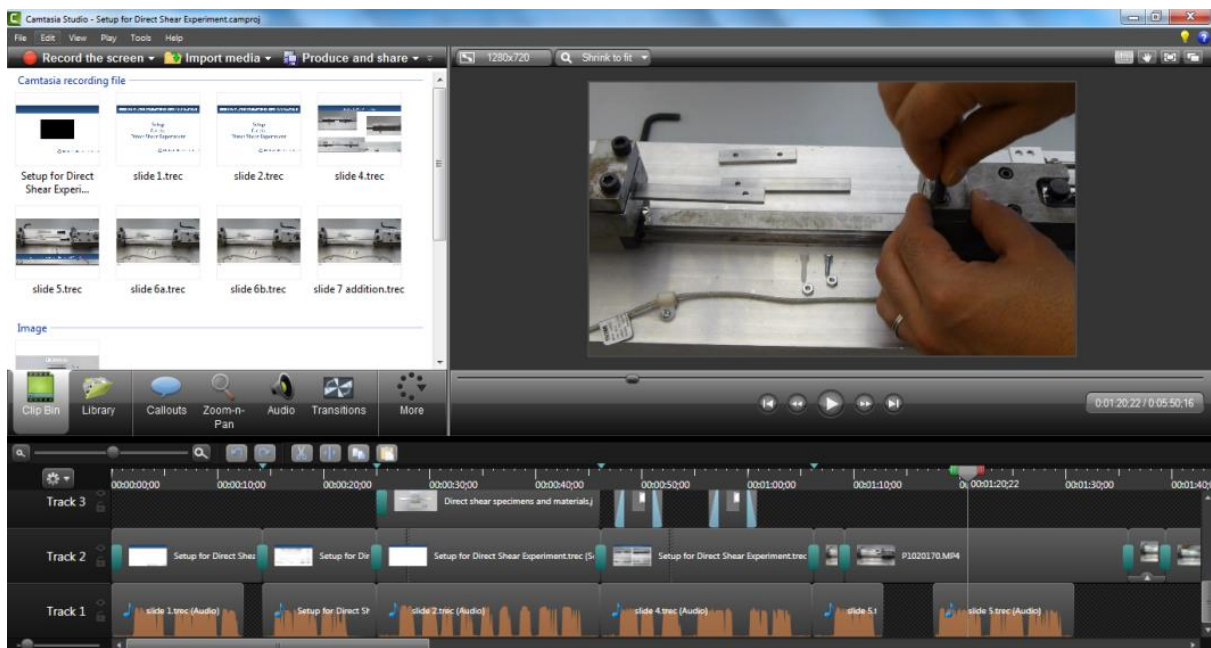 Camtasia Studio - Setup for Direct Shear Experiment.camproj
File Edit View Play Tools Help
Record the screen Import media Produce and share
1280x720 Shrink to fit
Camtasia recording file
Setup for Direct Shear Experi...
slide 1.trec
slide 2.trec
slide 4.trec
slide 5.trec
slide 6a.trec
slide 6b.trec
slide 7 addition.trec
Image
Clip Bin Library Callouts Zoom-n-Pan Audio Transitions More
0:01:20;22 / 0:05:50;16
00:00:00;00 00:00:10;00 00:00:20;00 00:00:30;00 00:00:40;00 00:00:50;00 00:01:00;00 00:01:10;00 00:01:20;22 00:01:30;00 00:01:40;
Track 3 Direct shear specimens and materials.j
Track 2 Setup for Direct Shea Setup for Dir Setup for Direct Shear Experiment.trec (S Setup for Direct Shear Experiment.trec P1020170.MP4
Track 1 slide 1.trec (Audio) Setup for Direct Sh slide 2.trec (Audio) slide 4.trec (Audio) slide 5.t slide 5.trec (Audio)